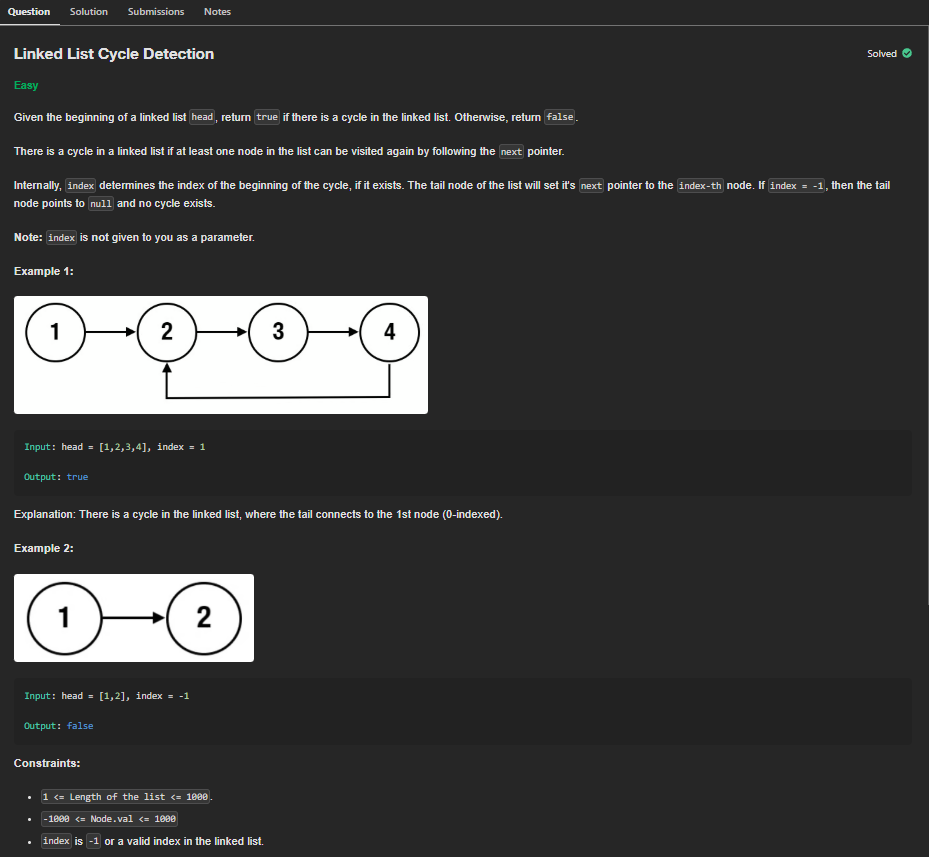 Question Solution Submissions Notes
Linked List Cycle Detection
Solved
Easy
Given the beginning of a linked list head, return true if there is a cycle in the linked list. Otherwise, return false.
There is a cycle in a linked list if at least one node in the list can be visited again by following the next pointer.
Internally, index determines the index of the beginning of the cycle, if it exists. The tail node of the list will set it's next pointer to the index-th node. If index = -1, then the tail
node points to null and no cycle exists.
Note: index is not given to you as a parameter.
Example 1:
1 2 3 4
Input: head = [1,2,3,4], index = 1
Output: true
Explanation: There is a cycle in the linked list, where the tail connects to the 1st node (0-indexed).
Example 2:
1 2
Input: head = [1,2], index = -1
Output: false
Constraints:
• 1 <= Length of the list <= 1000.
• -1000 <= Node.val <= 1000
• index is -1 or a valid index in the linked list.